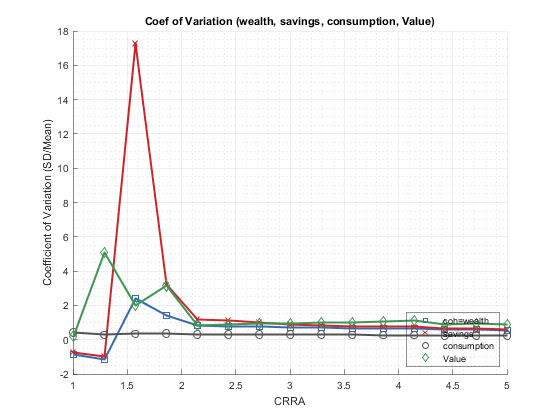 Coef of Variation (wealth, savings, consumption, Value)
Coefficient of Variation (SD/Mean)
18
16
14
12
10
8
6
4
2
0
-2
1
1.5
2
2.5
3
3.5
4
4.5
5
CRRA
coh=wealth
savings
consumption
Value